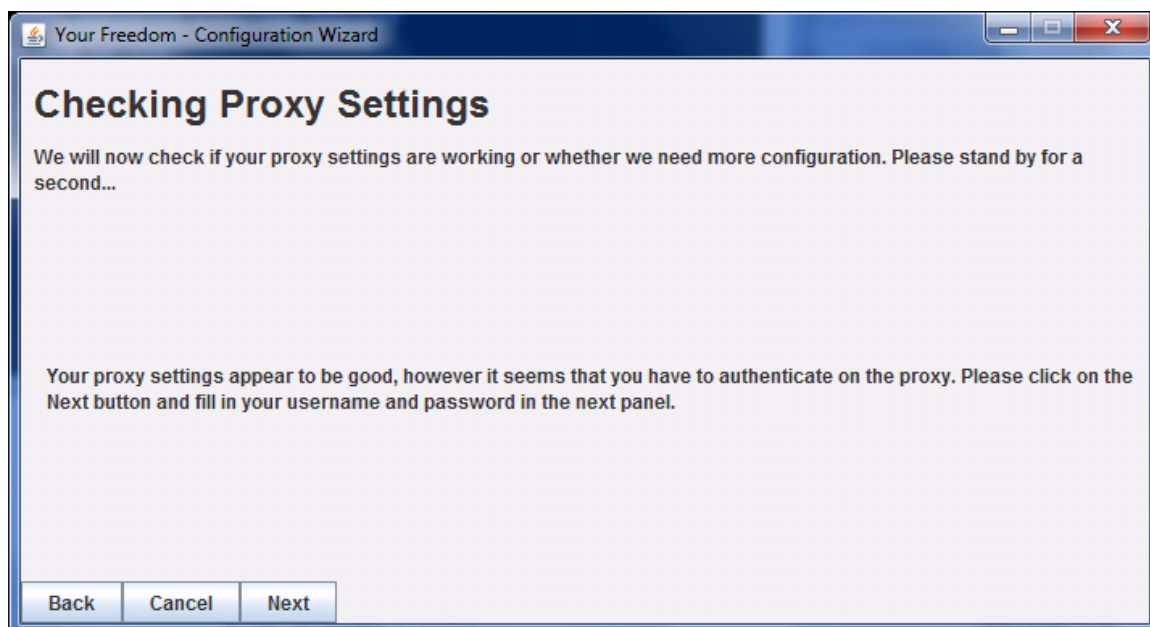 Your Freedom - Configuration Wizard
Checking Proxy Settings
We will now check if your proxy settings are working or whether we need more configuration. Please stand by for a
second...
Your proxy settings appear to be good, however it seems that you have to authenticate on the proxy. Please click on the
Next button and fill in your username and password in the next panel.
Back Cancel Next